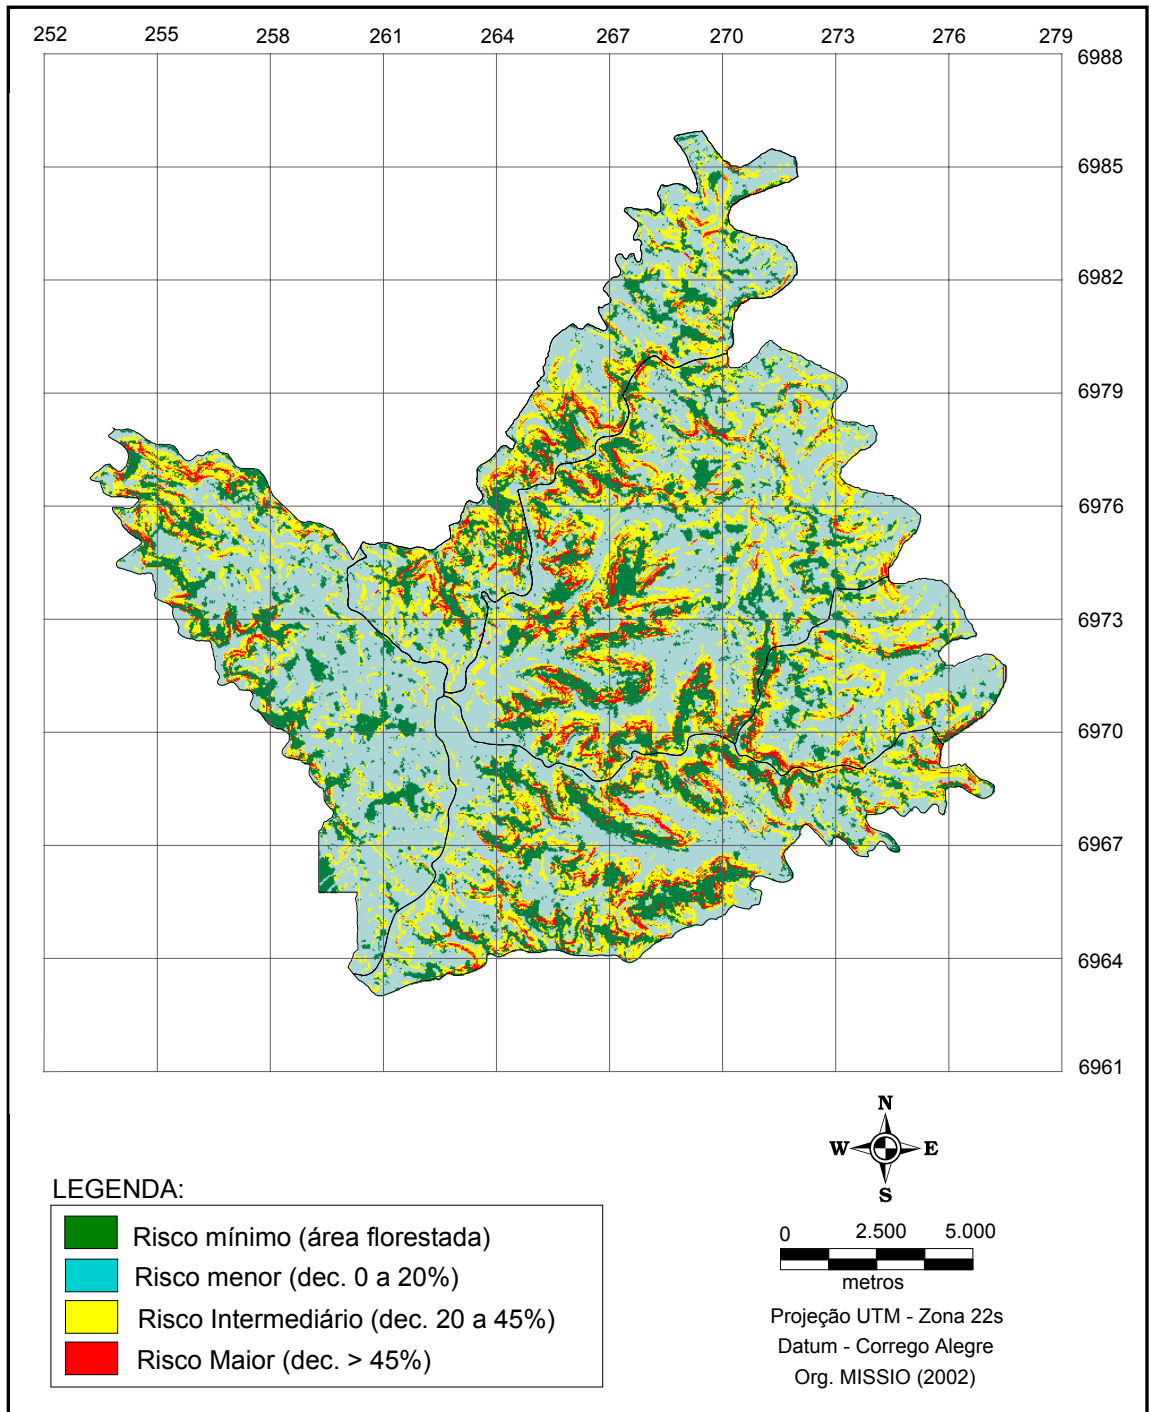 252 255 258 261 264 267 270 273 276 279
6988
6985
6982
6979
6976
6973
6970
6967
6964
6961
N
W E
S
LEGENDA:
Risco mínimo (área florestada)
Risco menor (dec. 0 a 20%)
Risco Intermediário (dec. 20 a 45%)
Risco Maior (dec. > 45%)
0 2.500 5.000
metros
Projeção UTM - Zona 22s
Datum - Corrego Alegre
Org. MISSIO (2002)